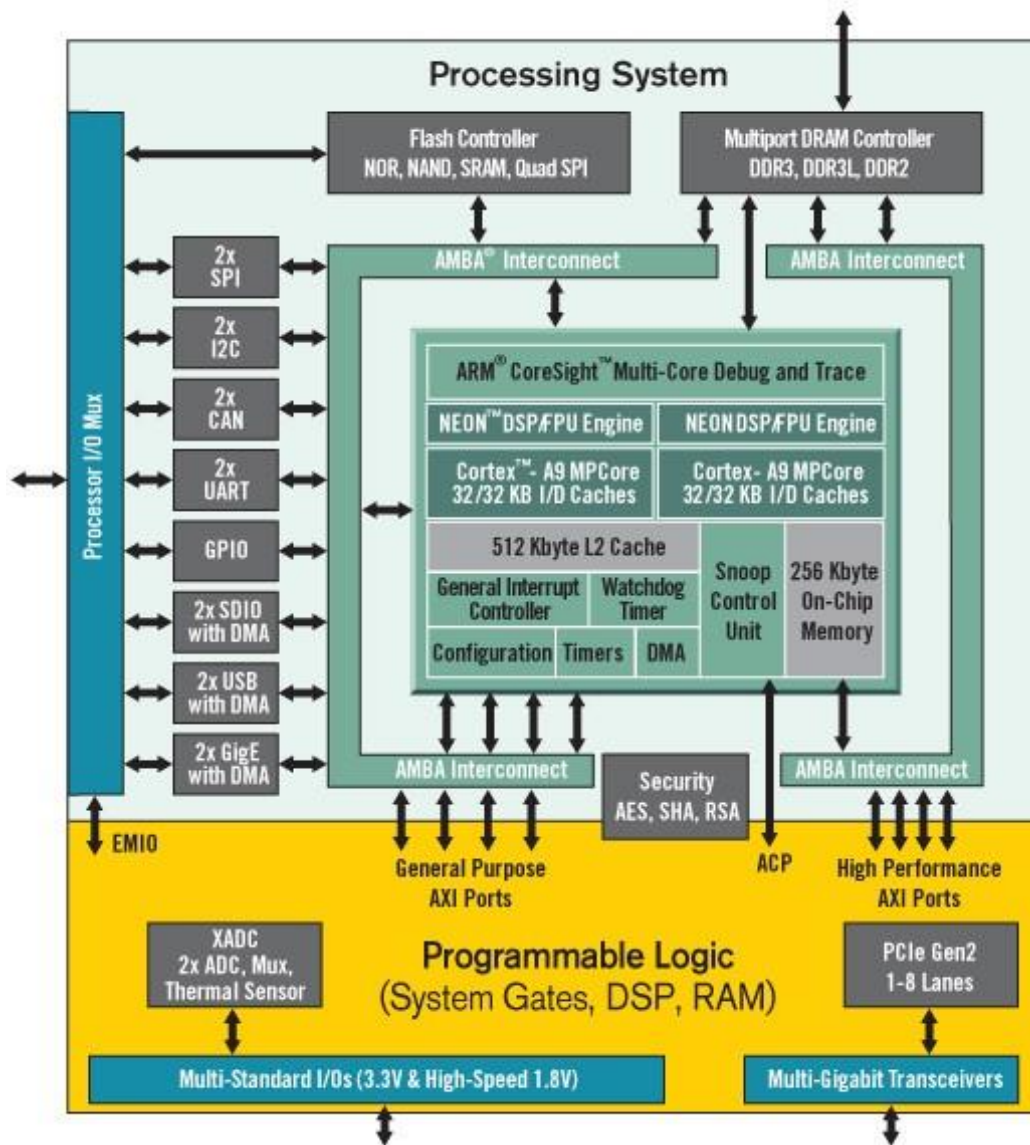 Processing System
Flash Controller
NOR, NAND, SRAM, Quad SPI
Multiport DRAM Controller
DDR3, DDR3L, DDR2
Processor I/O Mux
2x
SPI
2x
I2C
2x
CAN
2x
UART
GPIO
2x SDIO
with DMA
2x USB
with DMA
2x GigE
with DMA
AMBA® Interconnect
AMBA Interconnect
ARM® CoreSight™ Multi-Core Debug and Trace
NEON™ DSP/FPU Engine
NEON DSP/FPU Engine
Cortex™- A9 MPCore
32/32 KB I/D Caches
Cortex- A9 MPCore
32/32 KB I/D Caches
512 Kbyte L2 Cache
General Interrupt
Controller
Watchdog
Timer
Configuration
Timers
DMA
Snoop
Control
Unit
256 Kbyte
On-Chip
Memory
AMBA Interconnect
Security
AES, SHA, RSA
AMBA Interconnect
EMIO
General Purpose
AXI Ports
ACP
High Performance
AXI Ports
XADC
2x ADC, Mux,
Thermal Sensor
Programmable Logic
(System Gates, DSP, RAM)
PCIe Gen2
1-8 Lanes
Multi-Standard I/Os (3.3V & High-Speed 1.8V)
Multi-Gigabit Transceivers